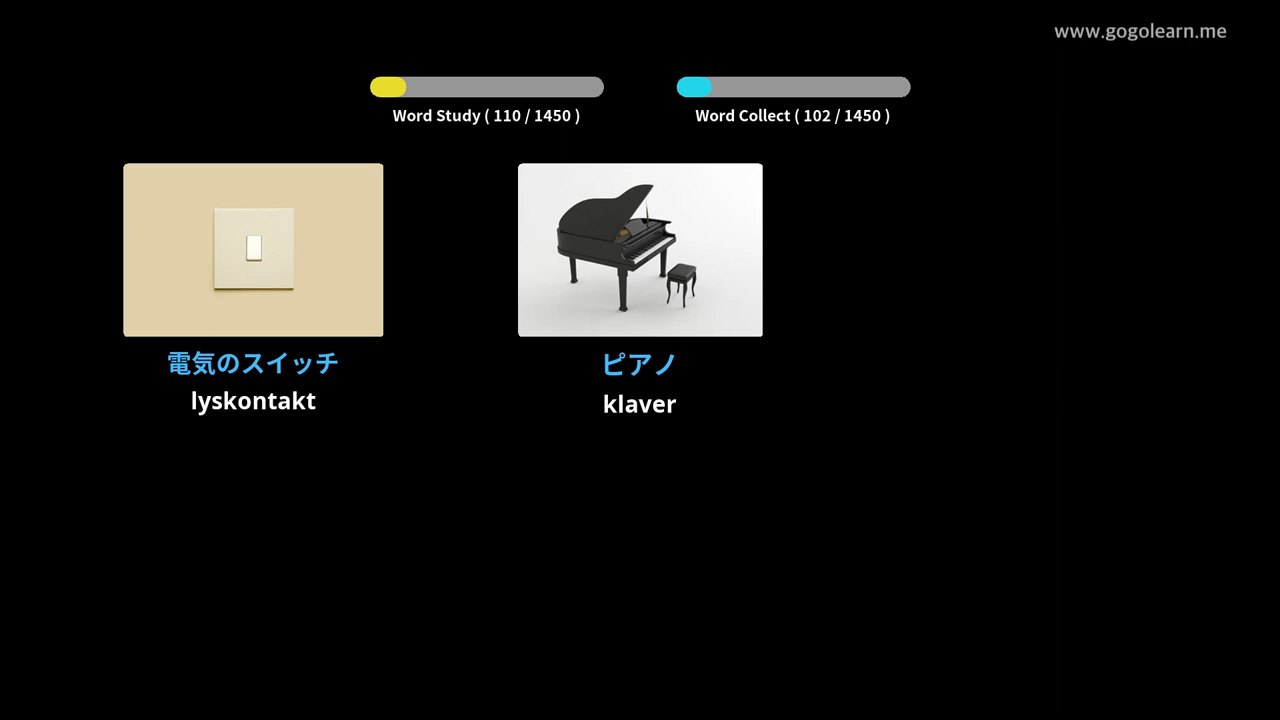 www.gogolearn.me
Word Study ( 110 / 1450 )
Word Collect ( 102 / 1450 )
電気のスイッチ
lyskontakt
ピアノ
klaver